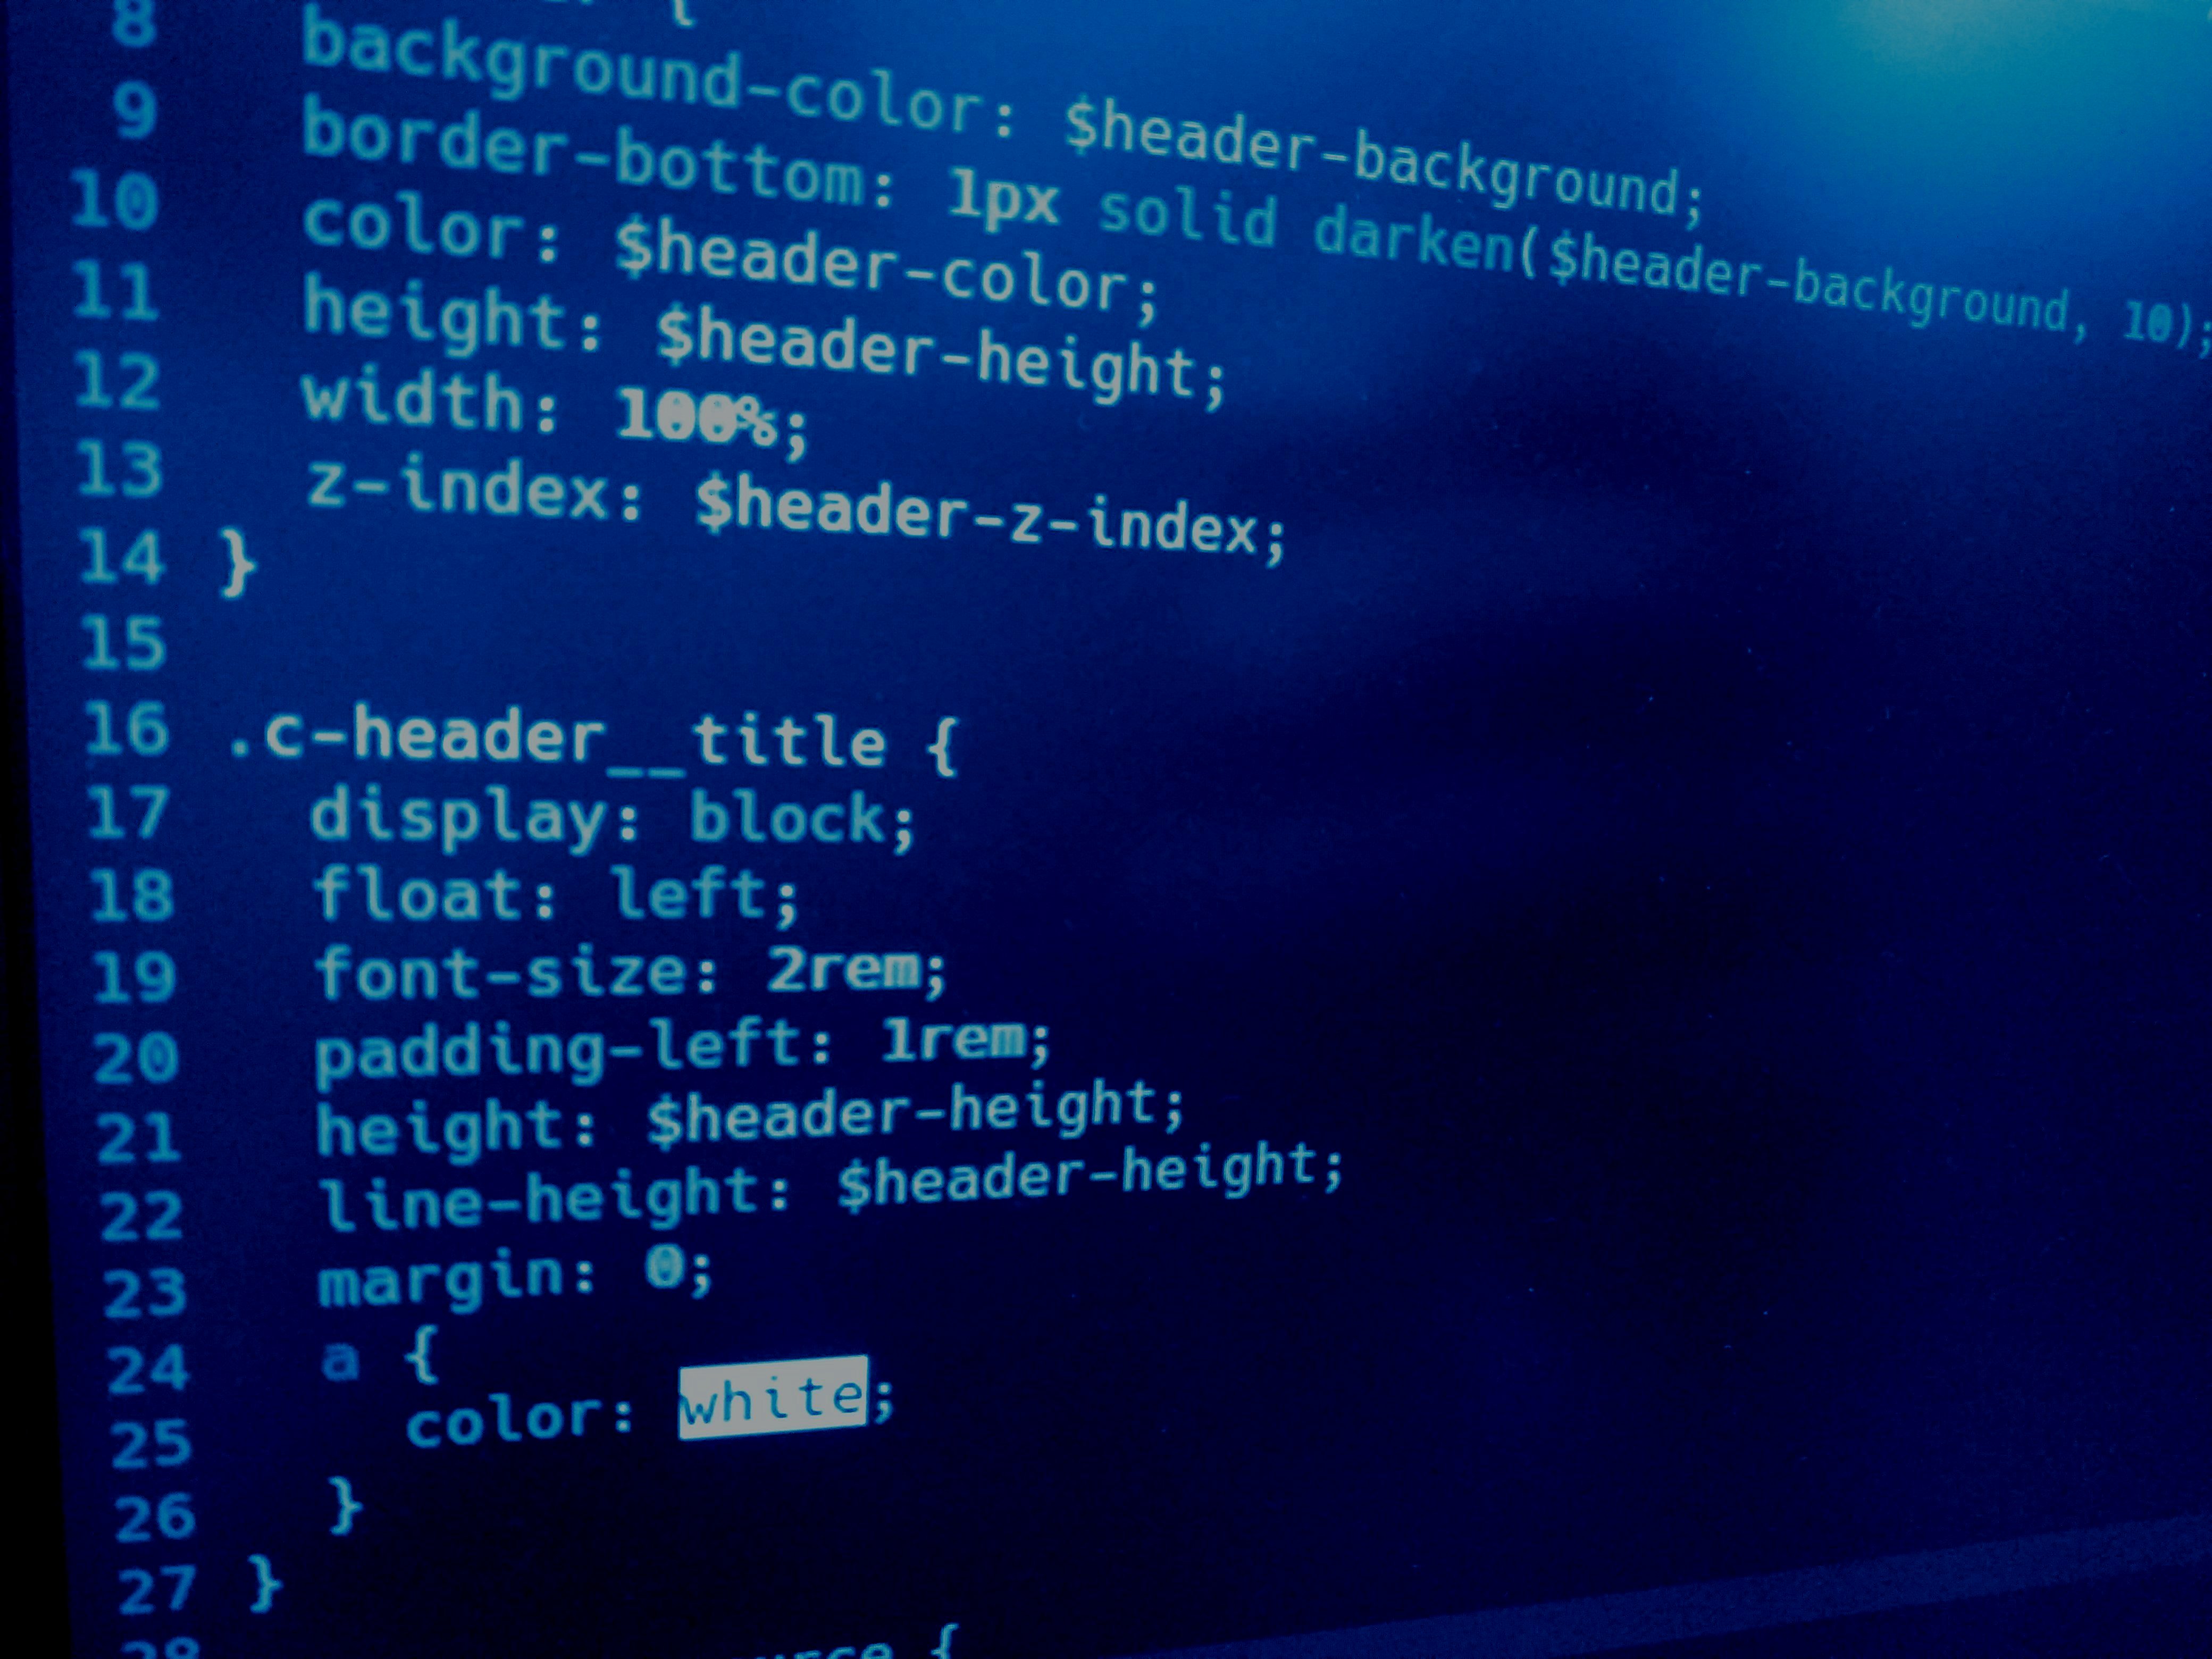 {
8 background-color: $header-background;
9 border-bottom: 1px solid darken($header-background, 10);
10 color: $header-color;
11 height: $header-height;
12 width: 100%;
13 z-index: $header-z-index;
14 }
15
16 .c-header__title {
17 display: block;
18 float: left;
19 font-size: 2rem;
20 padding-left: 1rem;
21 height: $header-height;
22 line-height: $header-height;
23 margin: 0;
24 a {
25 color: white;
26 }
27 }
28 {